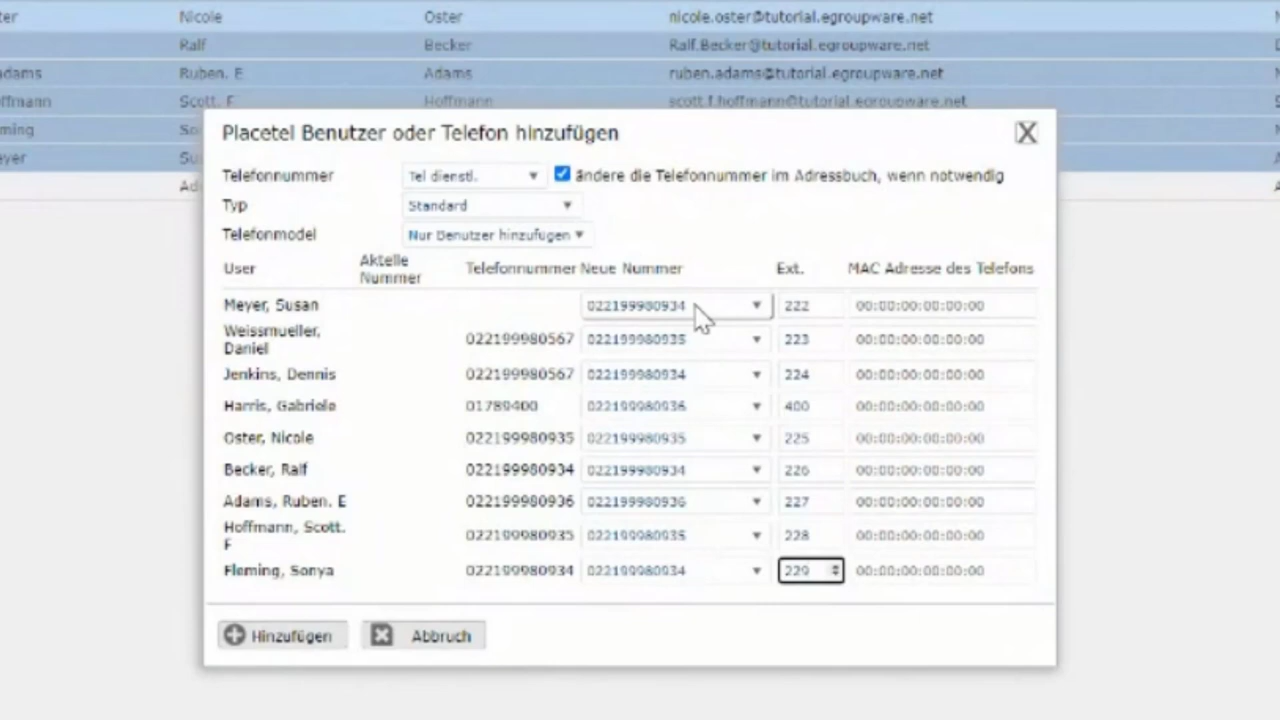 ter Nicole Oster nicole.oster@tutorial.egroupware.net
Ralf Becker Ralf.Becker@tutorial.egroupware.net
adams Ruben. E Adams ruben.adams@tutorial.egroupware.net
offmann Scott. F Hoffmann scott.f.hoffmann@tutorial.egroupware.net
ming So
eyer Su
Ad
Placetel Benutzer oder Telefon hinzufügen X
Telefonnummer Tel dienstl. ändere die Telefonnummer im Adressbuch, wenn notwendig
Typ Standard
Telefonmodel Nur Benutzer hinzufügen
User Aktelle Nummer Telefonnummer Neue Nummer Ext. MAC Adresse des Telefons
Meyer, Susan 022199980934 222 00:00:00:00:00:00
Weissmueller, Daniel 022199980567 022199980935 223 00:00:00:00:00:00
Jenkins, Dennis 022199980567 022199980934 224 00:00:00:00:00:00
Harris, Gabriele 01789400 022199980936 400 00:00:00:00:00:00
Oster, Nicole 022199980935 022199980935 225 00:00:00:00:00:00
Becker, Ralf 022199980934 022199980934 226 00:00:00:00:00:00
Adams, Ruben. E 022199980936 022199980936 227 00:00:00:00:00:00
Hoffmann, Scott. F 022199980935 022199980935 228 00:00:00:00:00:00
Fleming, Sonya 022199980934 022199980934 229 00:00:00:00:00:00
Hinzufügen Abbruch